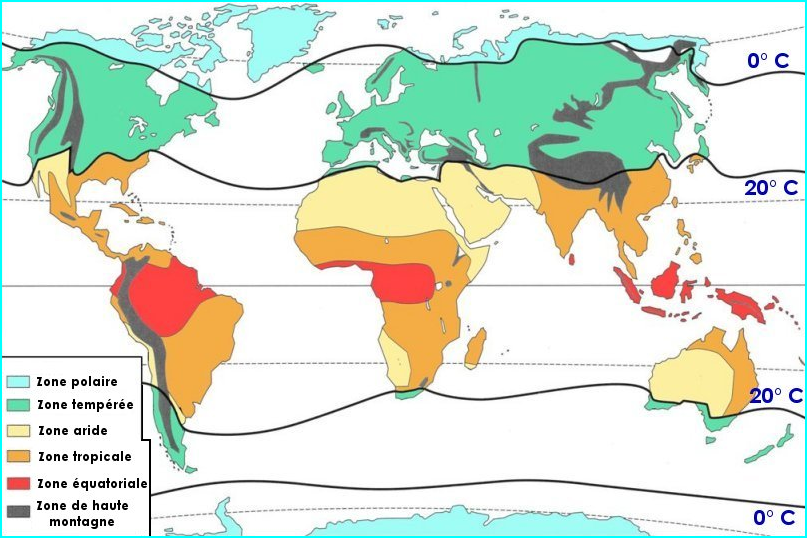 0° C
20° C
20° C
Zone polaire
Zone tempérée
Zone aride
Zone tropicale
Zone équatoriale
Zone de haute
montagne
0° C